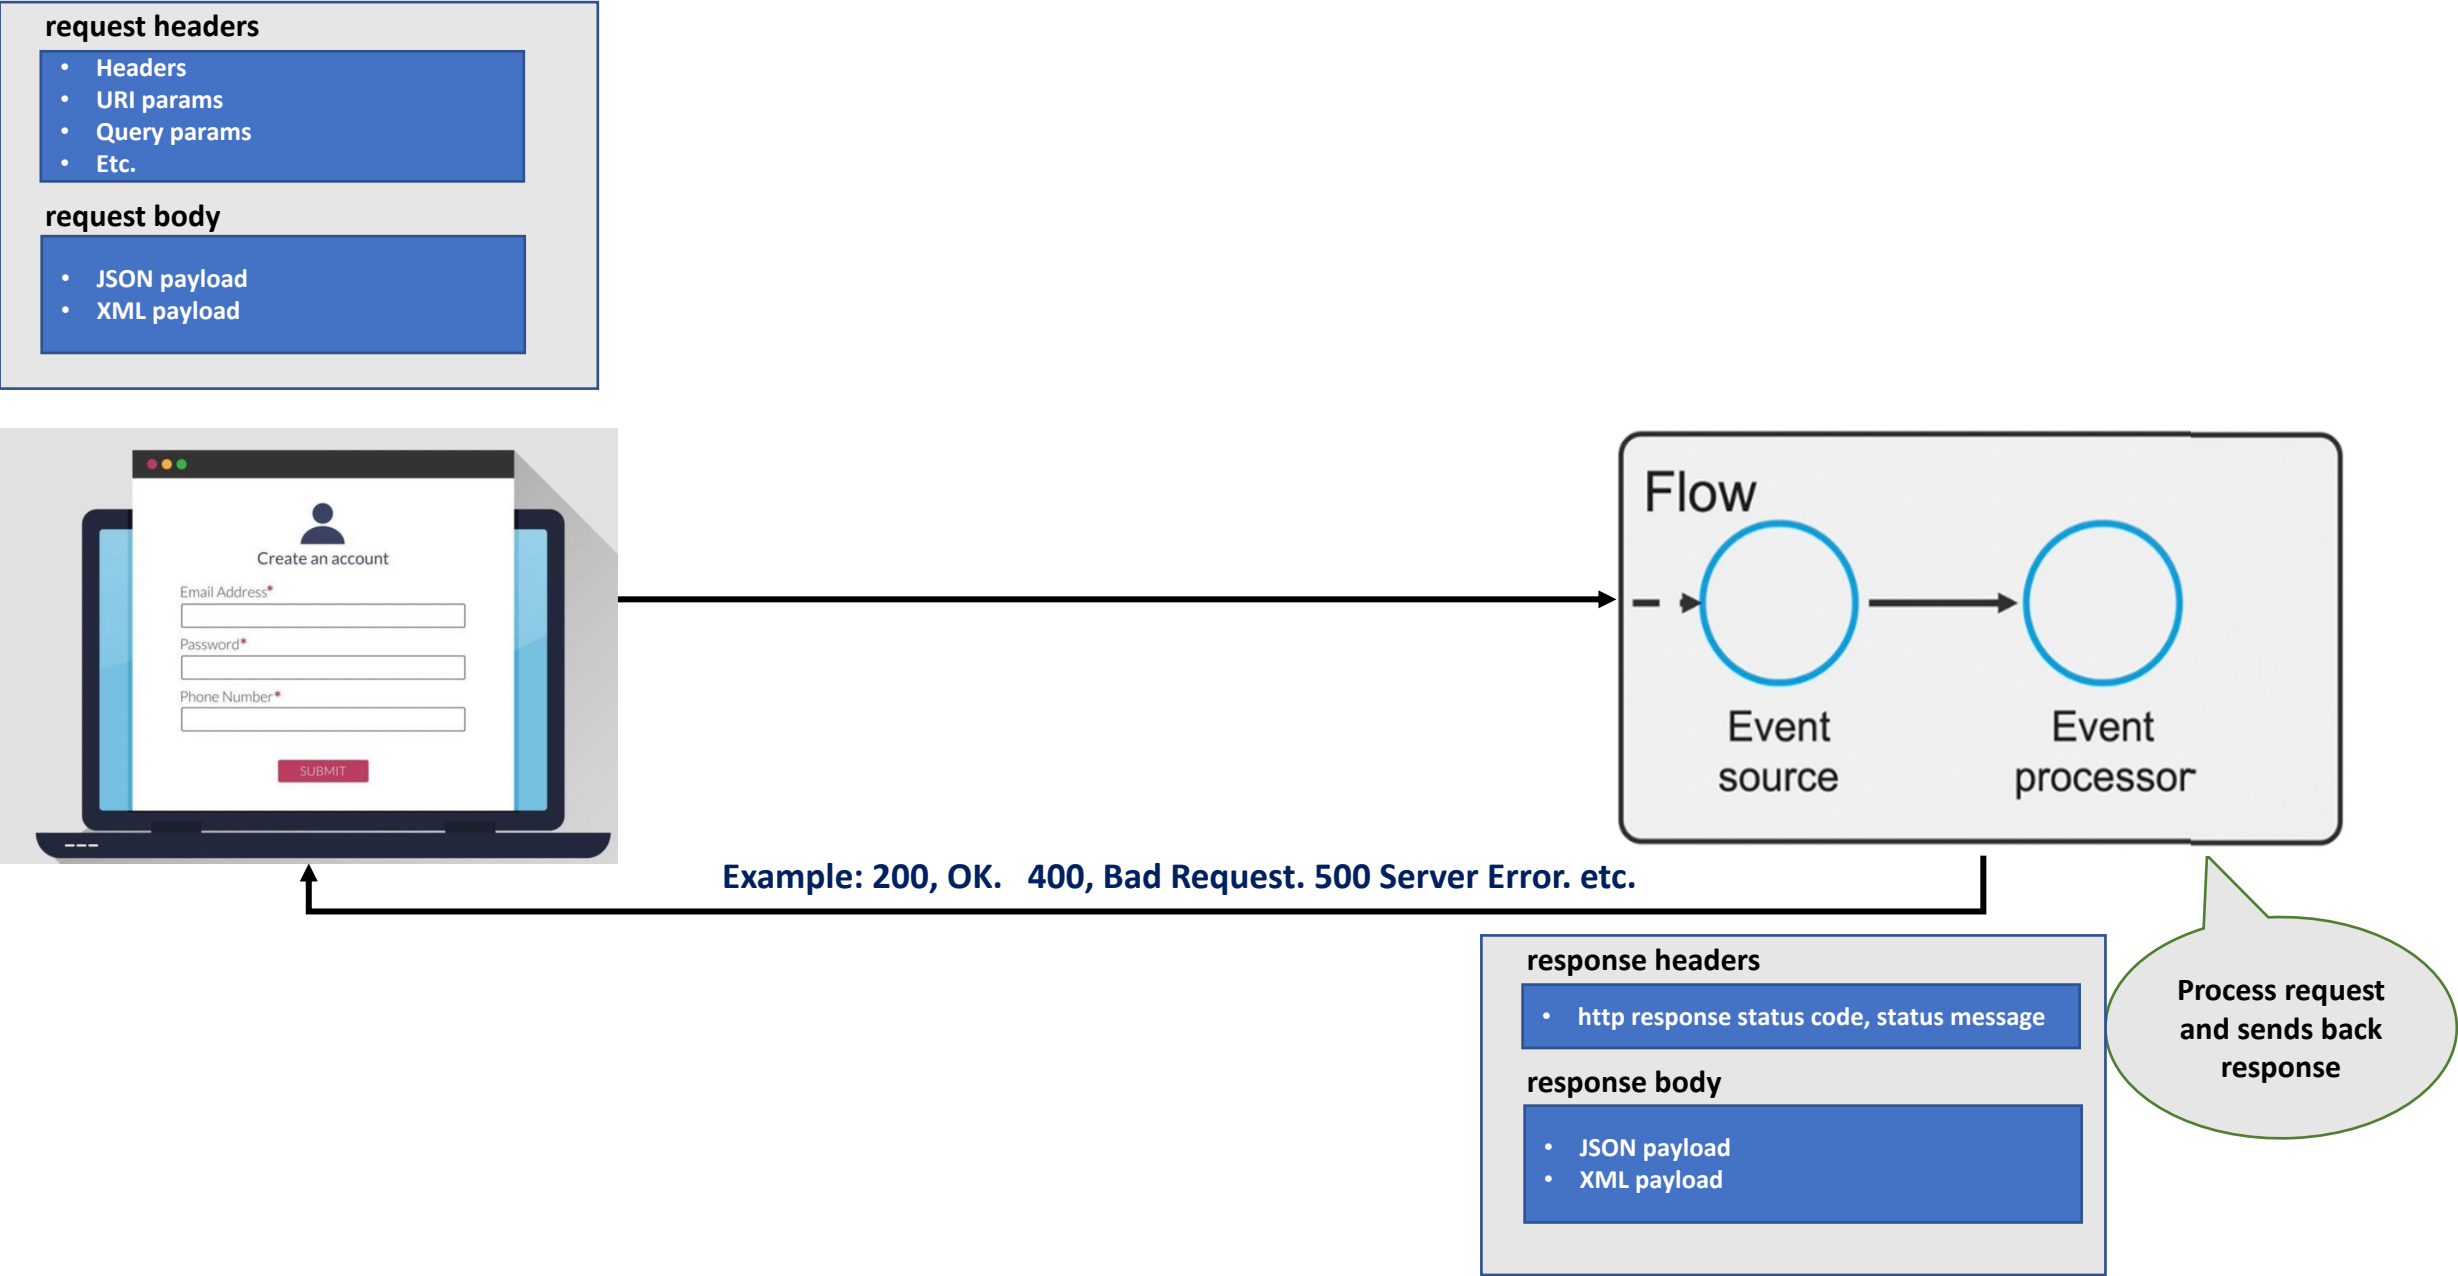 request headers
• Headers
• URI params
• Query params
• Etc.
request body
• JSON payload
• XML payload
Create an account
Email Address*
Password*
Phone Number*
SUBMIT
Flow
Event
source
Event
processor
Example: 200, OK.   400, Bad Request. 500 Server Error. etc.
response headers
• http response status code, status message
response body
• JSON payload
• XML payload
Process request
and sends back
response